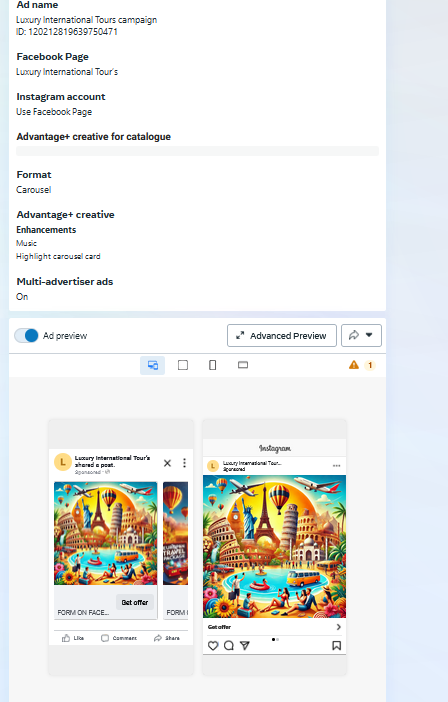 Ad name
Luxury International Tours campaign
ID: 120212819639750471
Facebook Page
Luxury International Tour's
Instagram account
Use Facebook Page
Advantage+ creative for catalogue
Format
Carousel
Advantage+ creative
Enhancements
Music
Highlight carousel card
Multi-advertiser ads
On
Ad preview
Advanced Preview
1
L
Luxury International Tour's
shared a post.
Sponsored ·
FORM ON FACE...
Get offer
FORM
Like
Comment
Share
Instagram
L
Luxury International Tour...
Sponsored
Get offer